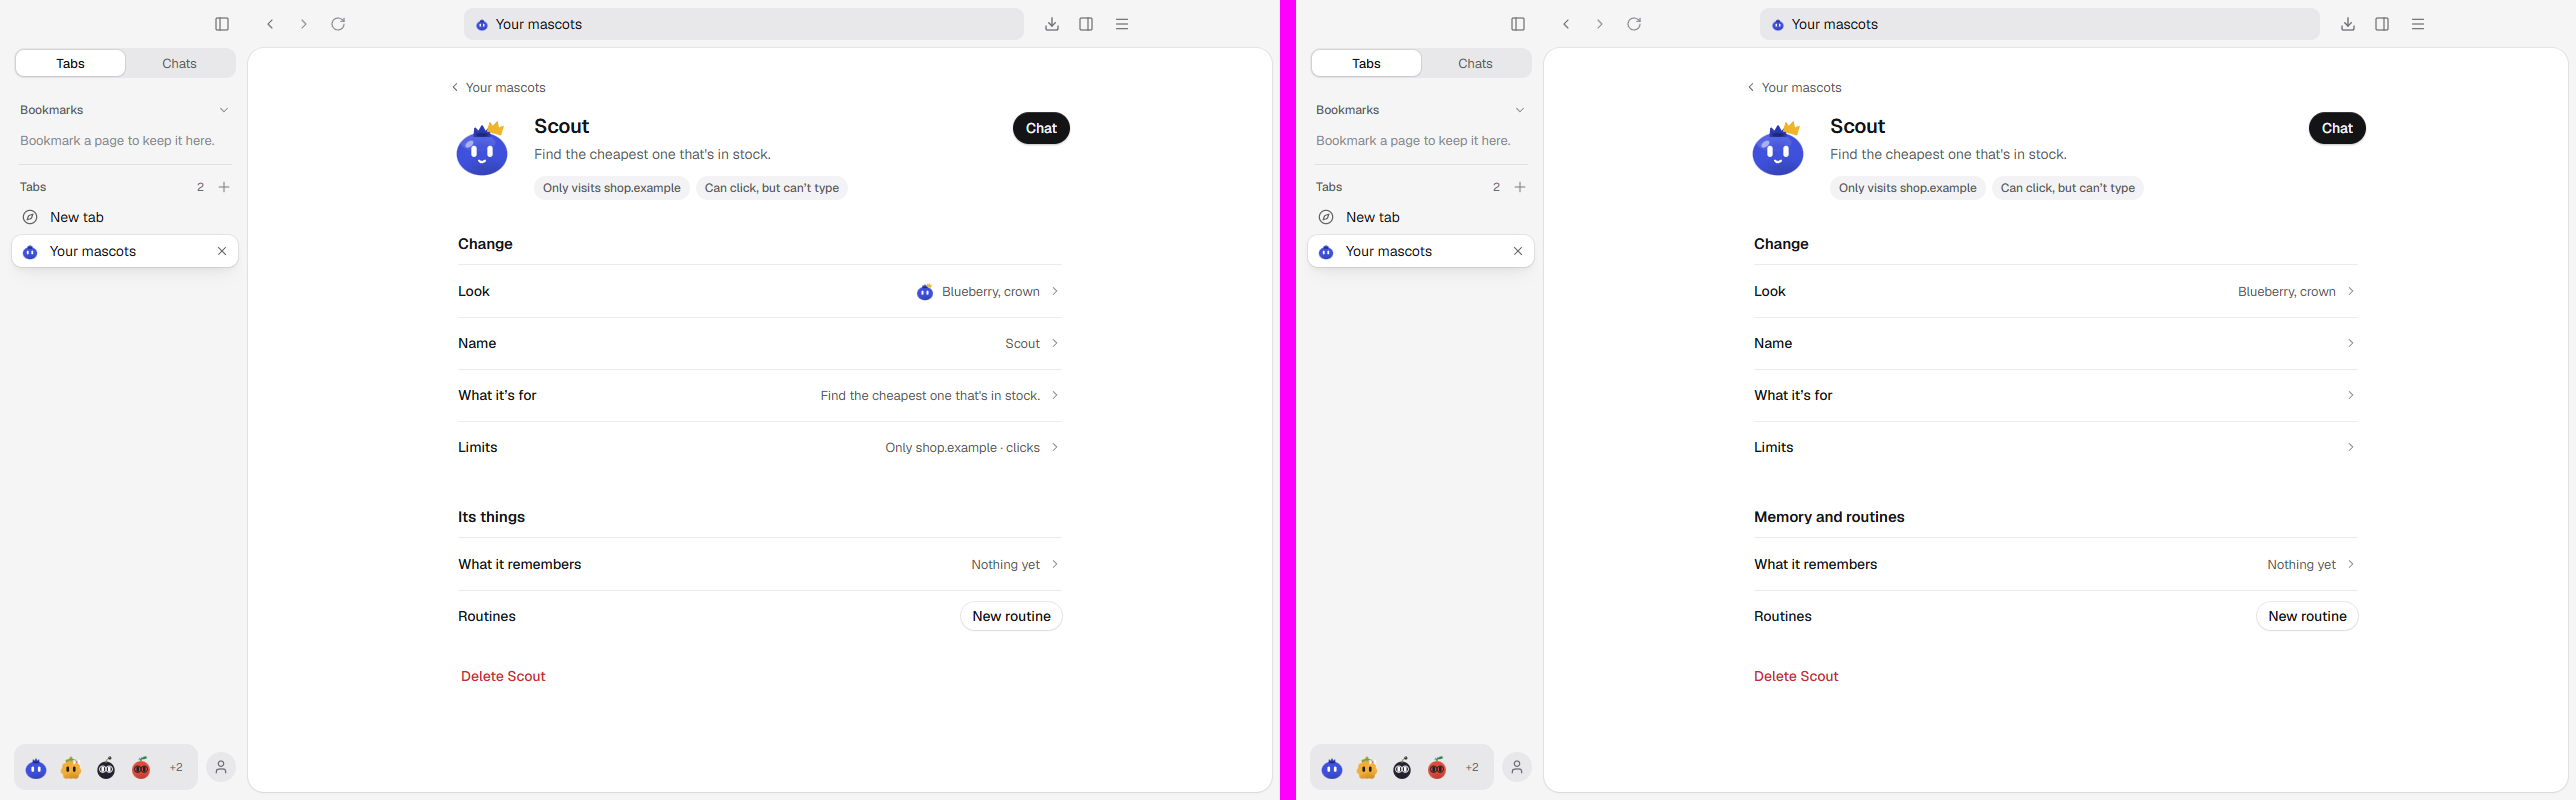 Your mascots
Tabs
Chats
Bookmarks
Bookmark a page to keep it here.
Tabs 2
New tab
Your mascots
+2
Your mascots
Scout
Find the cheapest one that's in stock.
Chat
Only visits shop.example
Can click, but can’t type
Change
Look Blueberry, crown
Name Scout
What it’s for Find the cheapest one that's in stock.
Limits Only shop.example · clicks
Its things
What it remembers Nothing yet
Routines New routine
Delete Scout
Your mascots
Tabs
Chats
Bookmarks
Bookmark a page to keep it here.
Tabs 2
New tab
Your mascots
+2
Your mascots
Scout
Find the cheapest one that's in stock.
Chat
Only visits shop.example
Can click, but can’t type
Change
Look Blueberry, crown
Name
What it’s for
Limits
Memory and routines
What it remembers Nothing yet
Routines New routine
Delete Scout